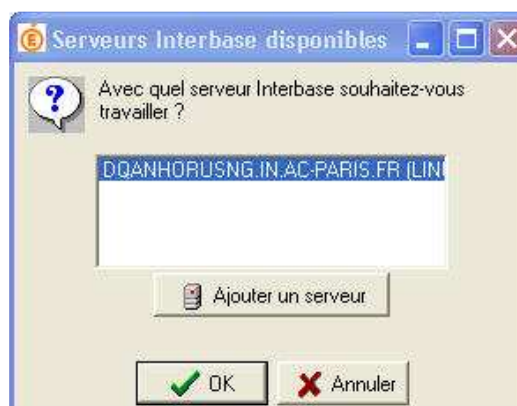 Serveurs Interbase disponibles
Avec quel serveur Interbase souhaitez-vous
travailler ?
DQANHORUSNG.IN.AC-PARIS.FR (LIN
Ajouter un serveur
OK
Annuler